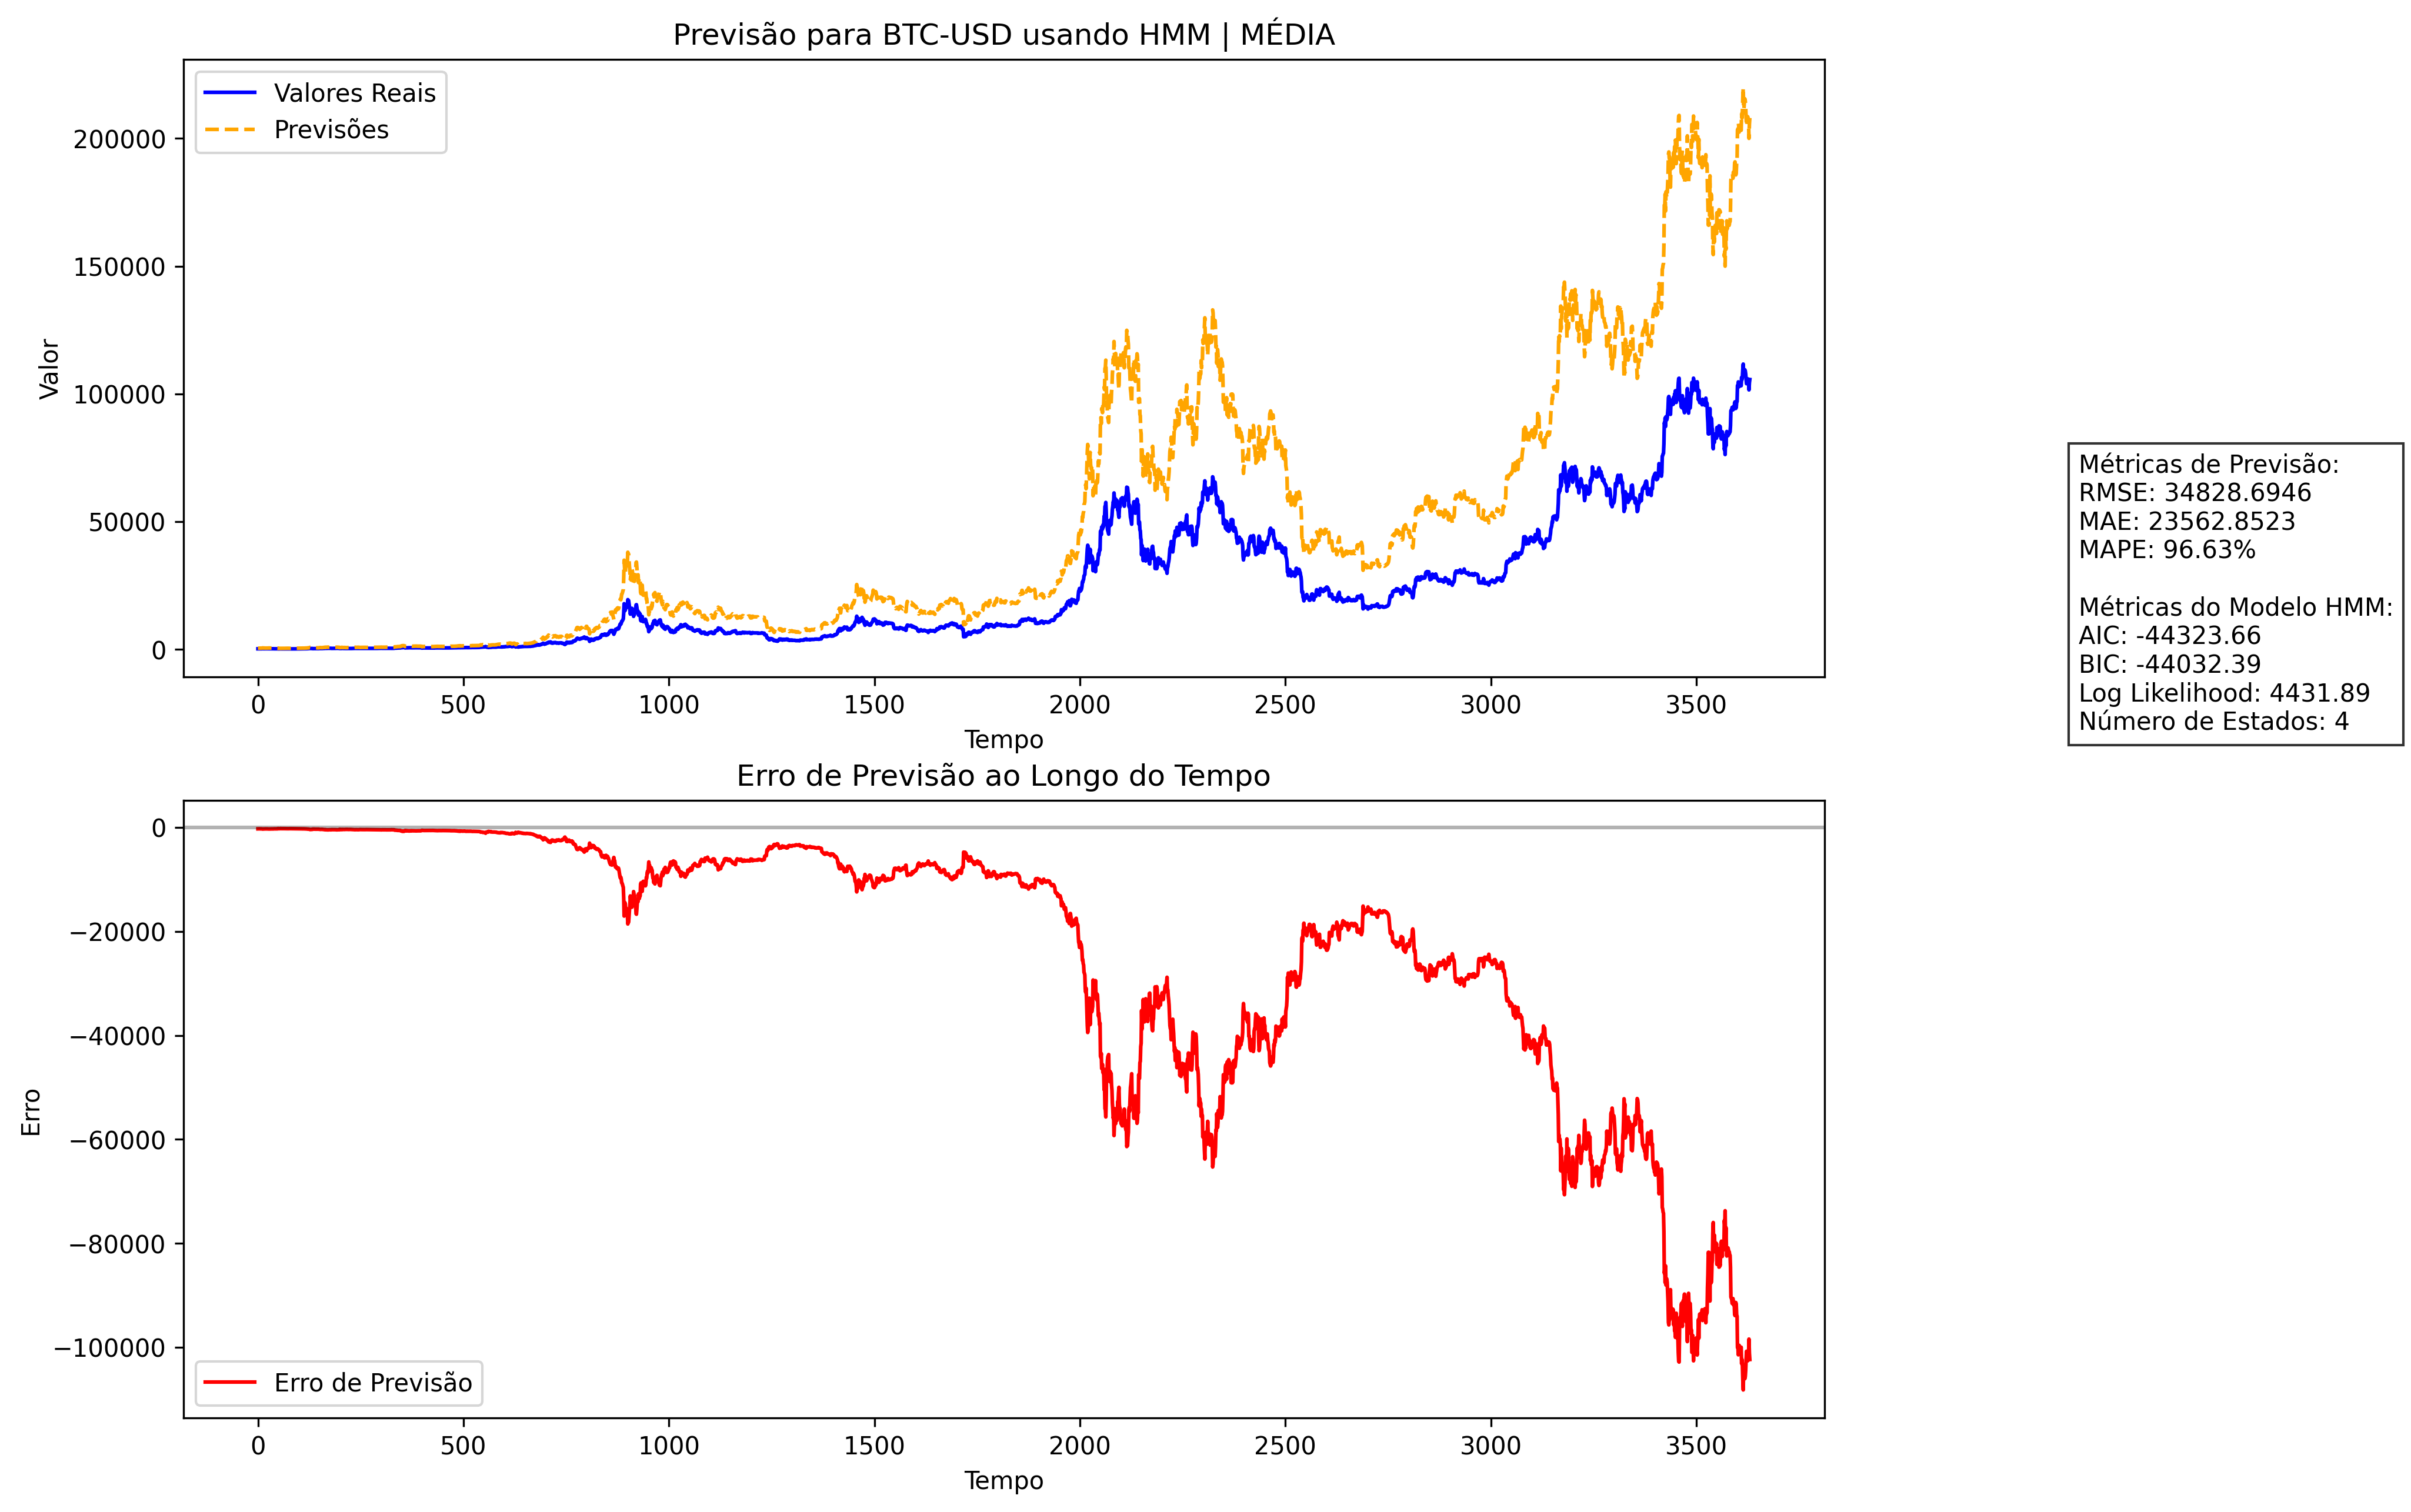 Previsão para BTC-USD usando HMM | MÉDIA
Valores Reais
Previsões
Valor
200000
150000
100000
50000
0
0 500 1000 1500 2000 2500 3000 3500
Tempo
Métricas de Previsão:
RMSE: 34828.6946
MAE: 23562.8523
MAPE: 96.63%
Métricas do Modelo HMM:
AIC: -44323.66
BIC: -44032.39
Log Likelihood: 4431.89
Número de Estados: 4
Erro de Previsão ao Longo do Tempo
Erro
0
−20000
−40000
−60000
−80000
−100000
Erro de Previsão
0 500 1000 1500 2000 2500 3000 3500
Tempo